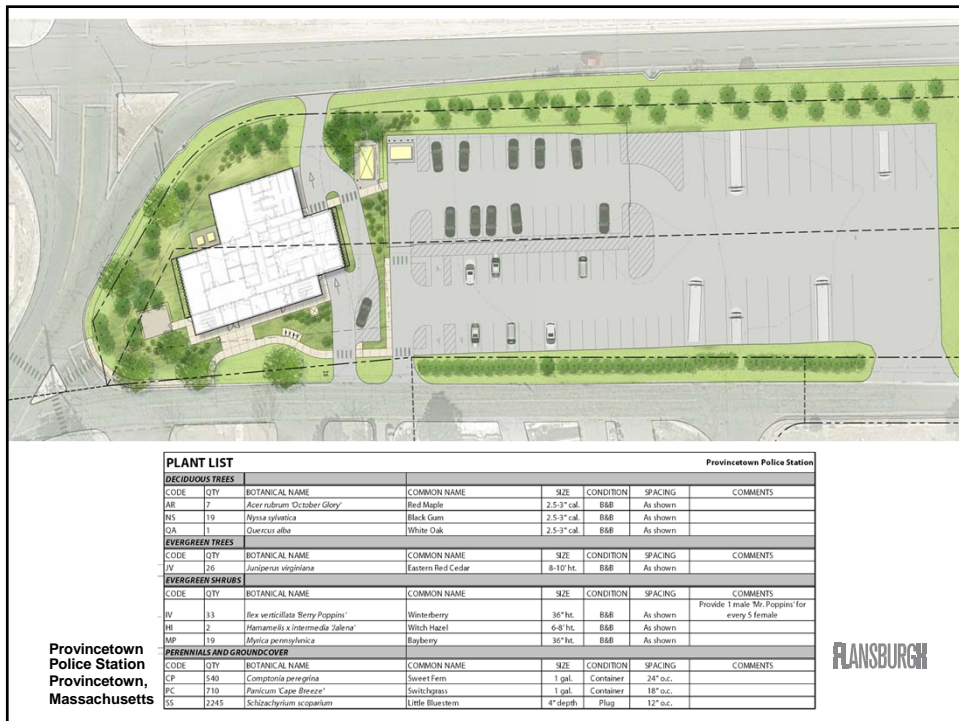 PLANT LIST Provincetown Police Station
DECIDUOUS TREES
CODE QTY BOTANICAL NAME COMMON NAME SIZE CONDITION SPACING COMMENTS
AR 7 Acer rubrum 'October Glory' Red Maple 2.5-3" cal. B&B As shown
NS 19 Nyssa sylvatica Black Gum 2.5-3" cal. B&B As shown
QA 1 Quercus alba White Oak 2.5-3" cal. B&B As shown
EVERGREEN TREES
CODE QTY BOTANICAL NAME COMMON NAME SIZE CONDITION SPACING COMMENTS
JV 26 Juniperus virginiana Eastern Red Cedar 8-10' ht. B&B As shown
EVERGREEN SHRUBS
CODE QTY BOTANICAL NAME COMMON NAME SIZE CONDITION SPACING COMMENTS
IV 33 Ilex verticillata 'Berry Poppins' Winterberry 36" ht. B&B As shown Provide 1 male 'Mr. Poppins' for every 5 female
HI 2 Hamamelis x intermedia 'Jalena' Witch Hazel 6-8' ht. B&B As shown
MP 19 Myrica pennsylvnica Bayberry 36" ht. B&B As shown
PERENNIALS AND GROUNDCOVER
CODE QTY BOTANICAL NAME COMMON NAME SIZE CONDITION SPACING COMMENTS
CP 540 Comptonia peregrina Sweet Fern 1 gal. Container 24" o.c.
PC 710 Panicum 'Cape Breeze' Switchgrass 1 gal. Container 18" o.c.
SS 2245 Schizachyrium scoparium Little Bluestem 4" depth Plug 12" o.c.
Provincetown
Police Station
Provincetown,
Massachusetts
FLANSBURGH